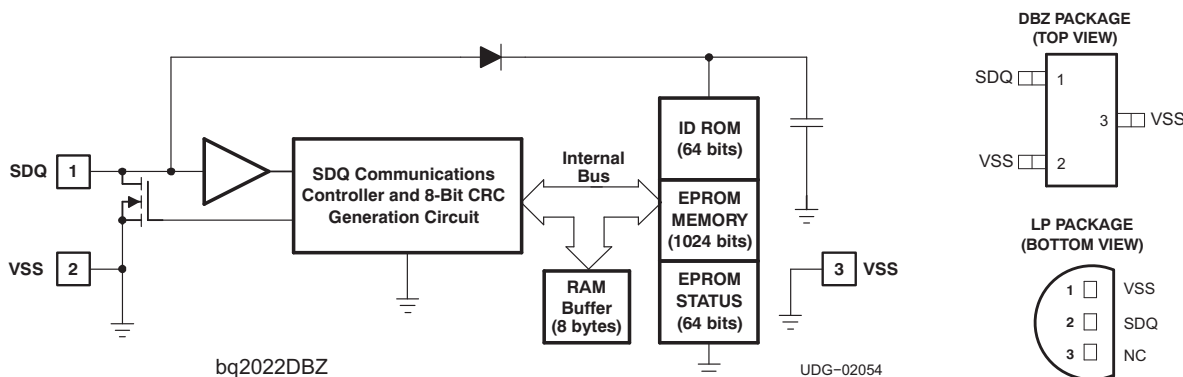 SDQ
1
VSS
2
SDQ Communications
Controller and 8-Bit CRC
Generation Circuit
Internal
Bus
RAM
Buffer
(8 bytes)
ID ROM
(64 bits)
EPROM
MEMORY
(1024 bits)
EPROM
STATUS
(64 bits)
3
VSS
bq2022DBZ
UDG−02054
DBZ PACKAGE
(TOP VIEW)
SDQ
1
VSS
2
3
VSS
LP PACKAGE
(BOTTOM VIEW)
1
VSS
2
SDQ
3
NC